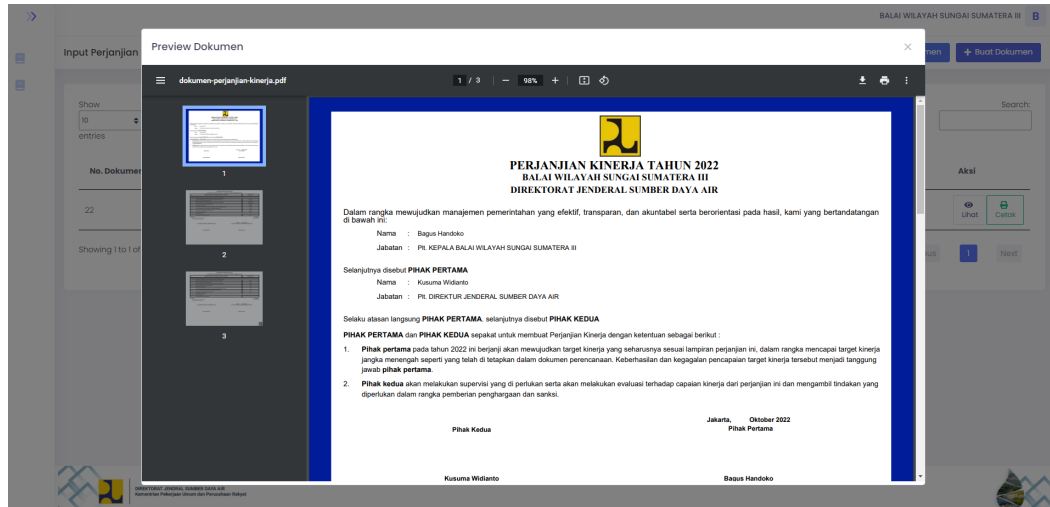 BALAI WILAYAH SUNGAI SUMATERA III B
Input Perjanjian
Preview Dokumen
×
men
+ Buat Dokumen
dokumen-perjanjian-kinerja.pdf
1 / 3 | − 98% +
Show
10
entries
Search:
No. Dokumen
Aksi
22
Lihat
Cetak
Showing 1 to 1 of
ous
1
Next
1
2
3
PERJANJIAN KINERJA TAHUN 2022
BALAI WILAYAH SUNGAI SUMATERA III
DIREKTORAT JENDERAL SUMBER DAYA AIR
Dalam rangka mewujudkan manajemen pemerintahan yang efektif, transparan, dan akuntabel serta berorientasi pada hasil, kami yang bertandatangan
di bawah ini:
Nama : Bagus Handoko
Jabatan : Plt. KEPALA BALAI WILAYAH SUNGAI SUMATERA III
Selanjutnya disebut PIHAK PERTAMA
Nama : Kusuma Widianto
Jabatan : Plt. DIREKTUR JENDERAL SUMBER DAYA AIR
Selaku atasan langsung PIHAK PERTAMA. selanjutnya disebut PIHAK KEDUA
PIHAK PERTAMA dan PIHAK KEDUA sepakat untuk membuat Perjanjian Kinerja dengan ketentuan sebagai berikut :
1. Pihak pertama pada tahun 2022 ini berjanji akan mewujudkan target kinerja yang seharusnya sesuai lampiran perjanjian ini, dalam rangka mencapai target kinerja
jangka menengah seperti yang telah di tetapkan dalam dokumen perencanaan. Keberhasilan dan kegagalan pencapaian target kinerja tersebut menjadi tanggung
jawab pihak pertama.
2. Pihak kedua akan melakukan supervisi yang di perlukan serta akan melakukan evaluasi terhadap capaian kinerja dari perjanjian ini dan mengambil tindakan yang
diperlukan dalam rangka pemberian penghargaan dan sanksi.
Jakarta, Oktober 2022
Pihak Kedua
Pihak Pertama
Kusuma Widianto
Bagus Handoko
DIREKTORAT JENDRAL SUMBER DAYA AIR
Kementrian Pekerjaan Umum dan Perumahan Rakyat